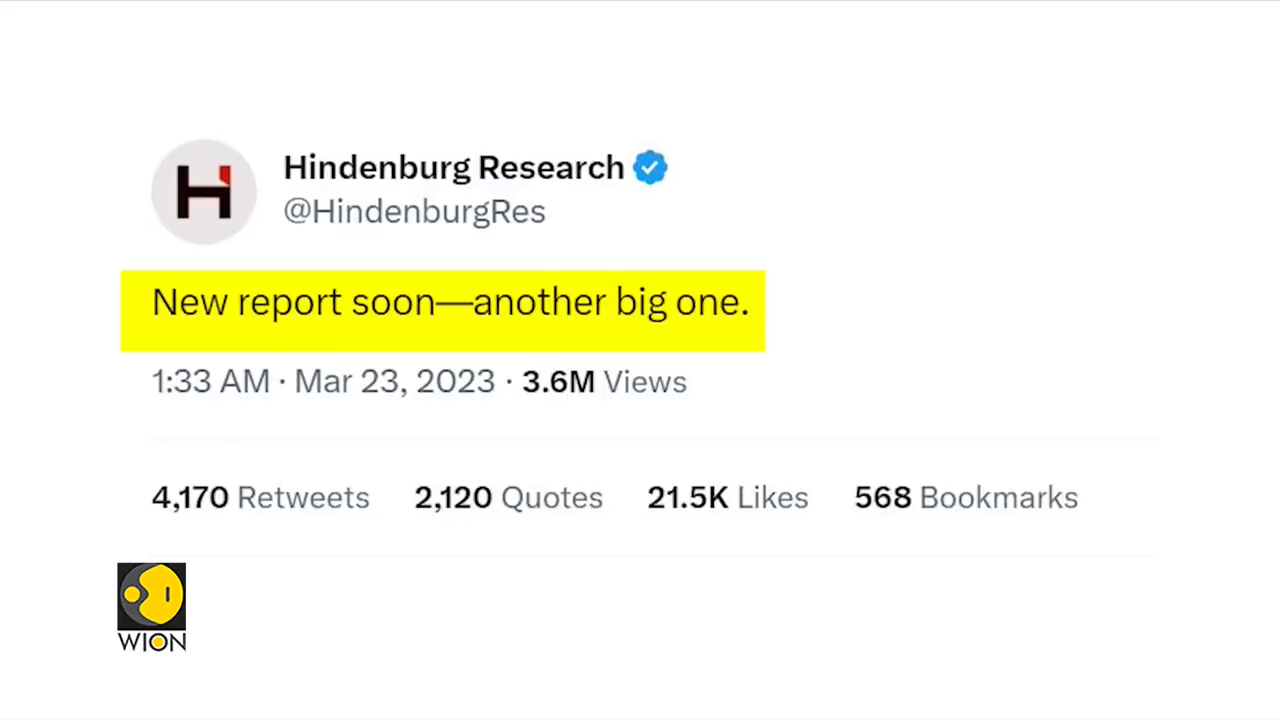 Hindenburg Research
@HindenburgRes
New report soon—another big one.
1:33 AM · Mar 23, 2023 · 3.6M Views
4,170 Retweets 2,120 Quotes 21.5K Likes 568 Bookmarks
WION